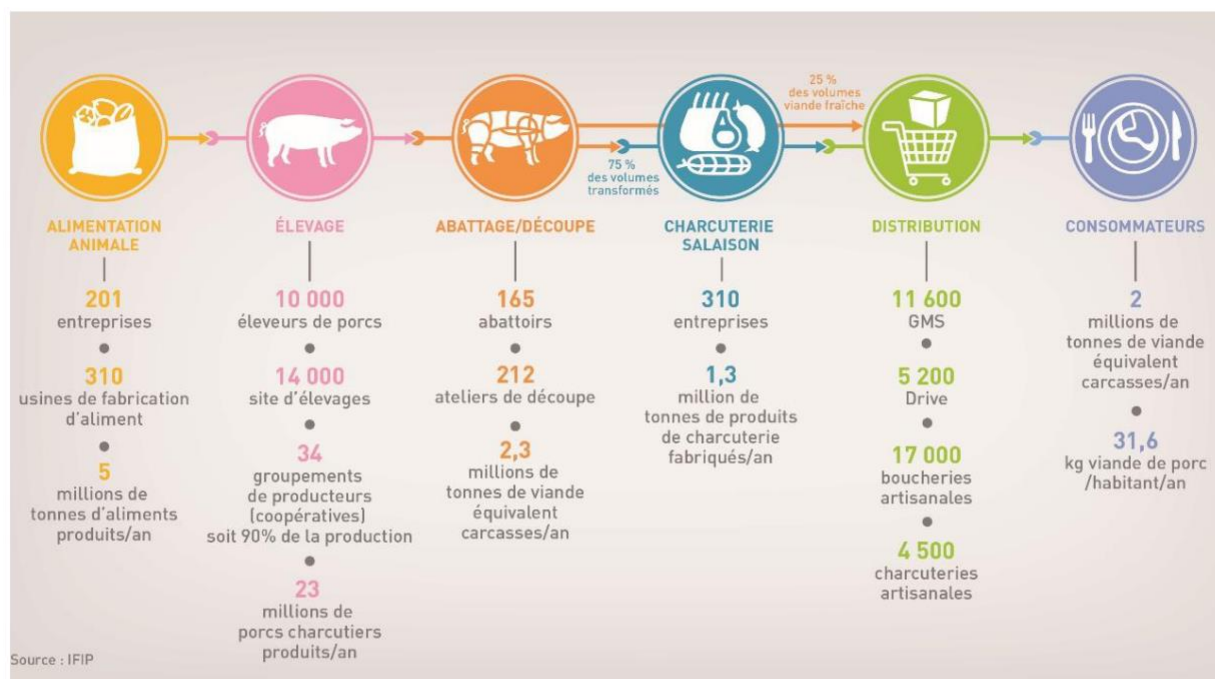 25 %
des volumes
viande fraîche
75 %
des volumes
transformés
ALIMENTATION
ANIMALE
201
entreprises
310
usines de fabrication
d'aliment
5
millions de
tonnes d'aliments
produits/an
ÉLEVAGE
10 000
éleveurs de porcs
14 000
site d'élevages
34
groupements
de producteurs
(coopératives)
soit 90% de la production
23
millions de
porcs charcutiers
produits/an
ABATTAGE/DÉCOUPE
165
abattoirs
212
ateliers de découpe
2,3
millions de
tonnes de viande
équivalent
carcasses/an
CHARCUTERIE
SALAISON
310
entreprises
1,3
million de
tonnes de produits
de charcuterie
fabriqués/an
DISTRIBUTION
11 600
GMS
5 200
Drive
17 000
boucheries
artisanales
4 500
charcuteries
artisanales
CONSOMMATEURS
2
millions de
tonnes de viande
équivalent
carcasses/an
31,6
kg viande de porc
/habitant/an
Source : IFIP